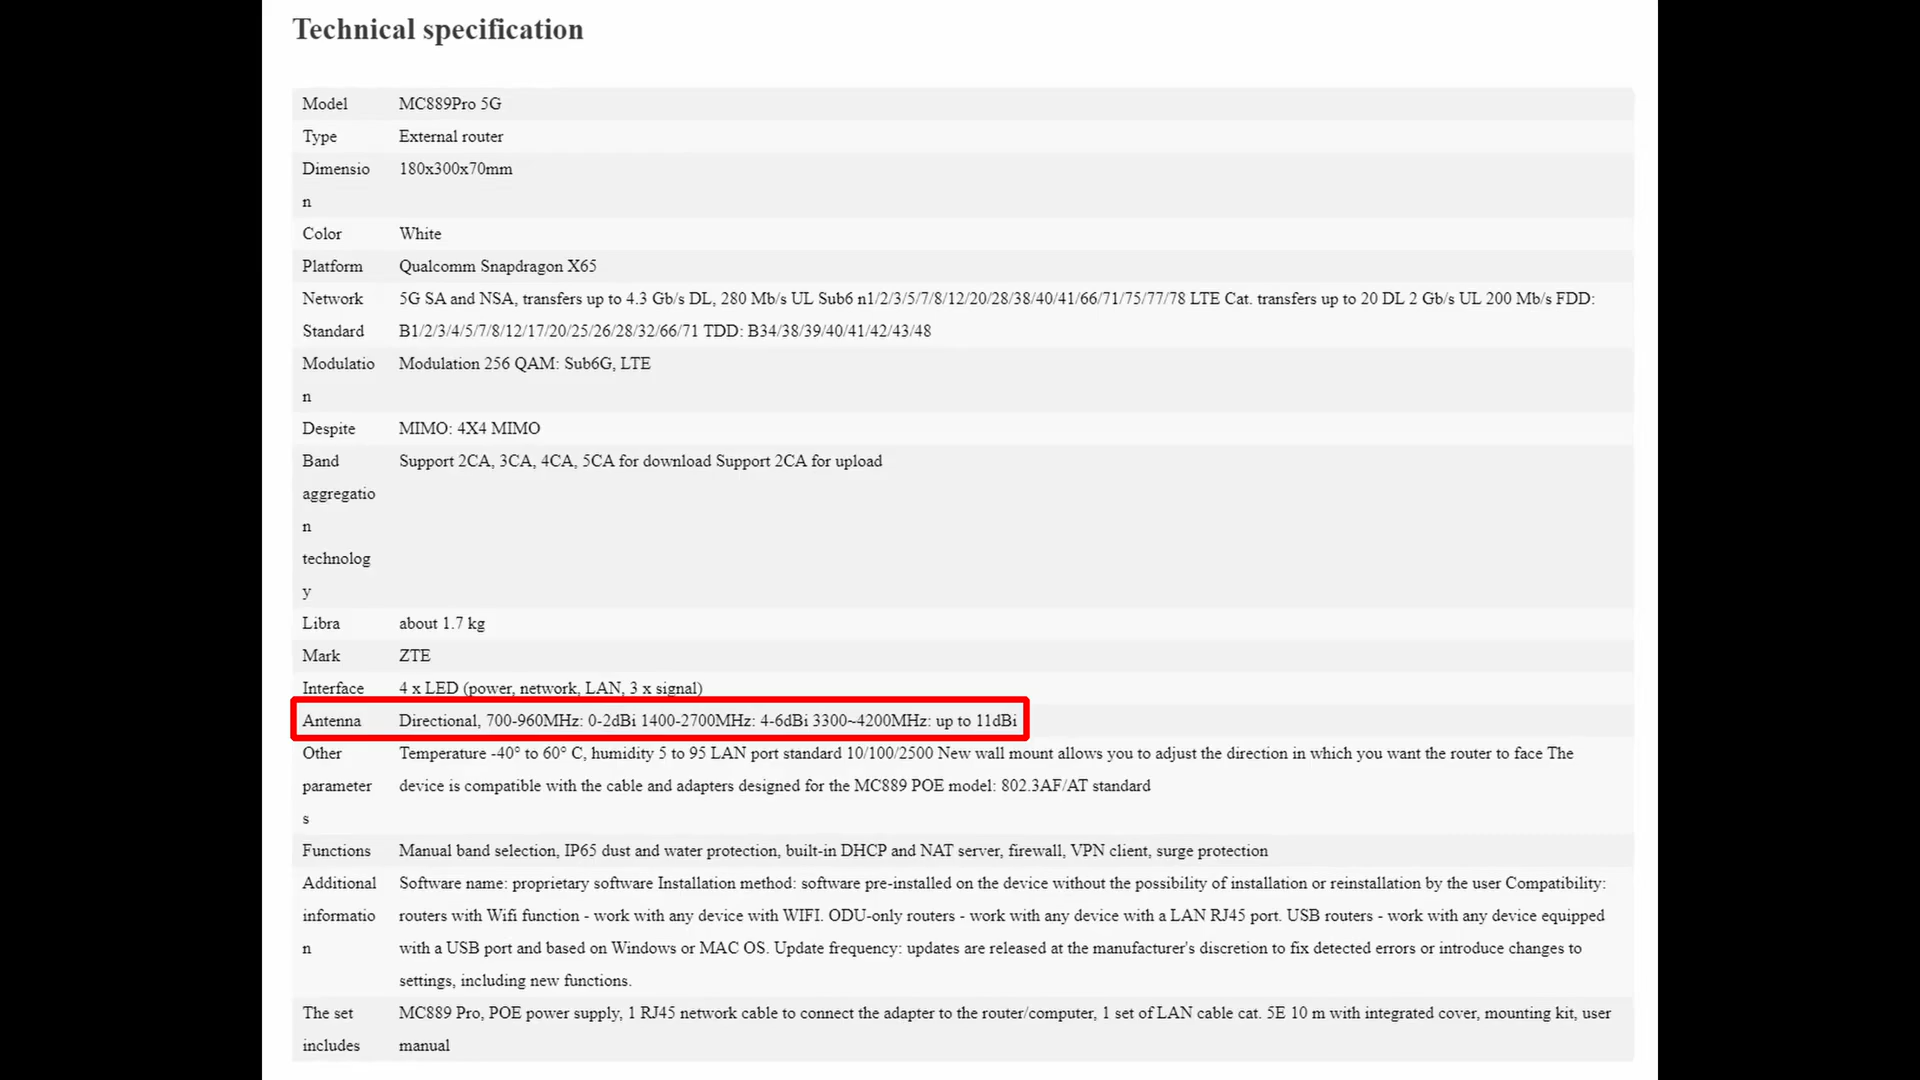 Technical specification
Model MC889Pro 5G
Type External router
Dimensio 180x300x70mm
n
Color White
Platform Qualcomm Snapdragon X65
Network 5G SA and NSA, transfers up to 4.3 Gb/s DL, 280 Mb/s UL Sub6 n1/2/3/5/7/8/12/20/28/38/40/41/66/71/75/77/78 LTE Cat. transfers up to 20 DL 2 Gb/s UL 200 Mb/s FDD:
Standard B1/2/3/4/5/7/8/12/17/20/25/26/28/32/66/71 TDD: B34/38/39/40/41/42/43/48
Modulatio Modulation 256 QAM: Sub6G, LTE
n
Despite MIMO: 4X4 MIMO
Band Support 2CA, 3CA, 4CA, 5CA for download Support 2CA for upload
aggregatio
n
technolog
y
Libra about 1.7 kg
Mark ZTE
Interface 4 x LED (power, network, LAN, 3 x signal)
Antenna Directional, 700-960MHz: 0-2dBi 1400-2700MHz: 4-6dBi 3300~4200MHz: up to 11dBi
Other Temperature -40° to 60° C, humidity 5 to 95 LAN port standard 10/100/2500 New wall mount allows you to adjust the direction in which you want the router to face The
parameter device is compatible with the cable and adapters designed for the MC889 POE model: 802.3AF/AT standard
s
Functions Manual band selection, IP65 dust and water protection, built-in DHCP and NAT server, firewall, VPN client, surge protection
Additional Software name: proprietary software Installation method: software pre-installed on the device without the possibility of installation or reinstallation by the user Compatibility:
informatio routers with Wifi function - work with any device with WIFI. ODU-only routers - work with any device with a LAN RJ45 port. USB routers - work with any device equipped
n with a USB port and based on Windows or MAC OS. Update frequency: updates are released at the manufacturer's discretion to fix detected errors or introduce changes to
settings, including new functions.
The set MC889 Pro, POE power supply, 1 RJ45 network cable to connect the adapter to the router/computer, 1 set of LAN cable cat. 5E 10 m with integrated cover, mounting kit, user
includes manual